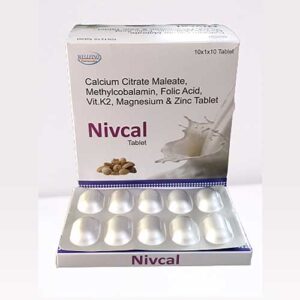 10x1x10 Tablet
Calcium Citrate Maleate,
Methylcobalamin, Folic Acid,
Vit.K2, Magnesium & Zinc Tablet
Nivcal
Tablet
Nivcal